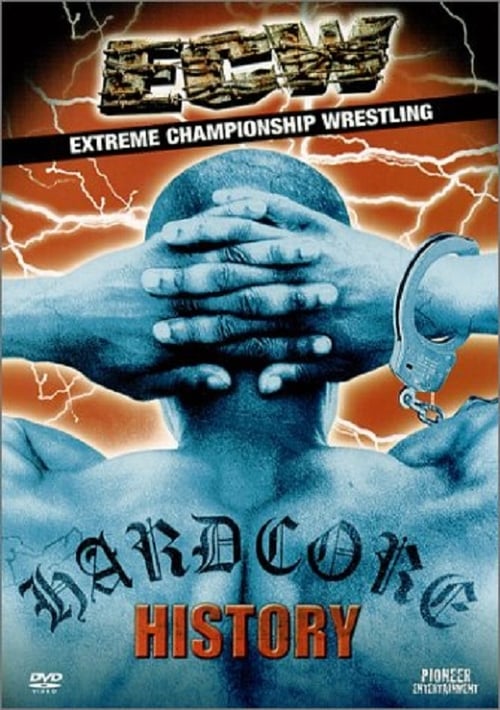 ECW
EXTREME CHAMPIONSHIP WRESTLING
HARDCORE
HISTORY
DVD
VIDEO
PIONEER
ENTERTAINMENT